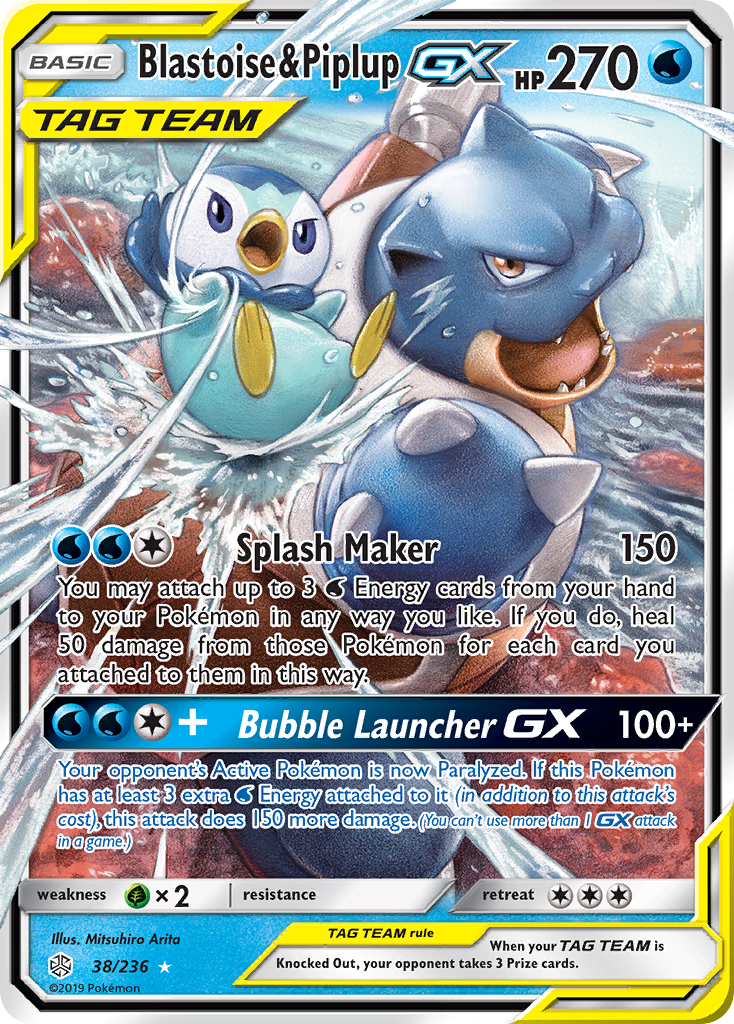 BASIC Blastoise&Piplup GX HP270
TAG TEAM
Splash Maker 150
You may attach up to 3 Energy cards from your hand
to your Pokémon in any way you like. If you do, heal
50 damage from those Pokémon for each card you
attached to them in this way.
+ Bubble Launcher GX 100+
Your opponent's Active Pokémon is now Paralyzed. If this Pokémon
has at least 3 extra Energy attached to it (in addition to this attack's
cost), this attack does 150 more damage. (You can't use more than 1 GX attack
in a game.)
weakness ×2 resistance retreat
Illus. Mitsuhiro Arita
38/236
©2019 Pokémon
TAG TEAM rule
When your TAG TEAM is
Knocked Out, your opponent takes 3 Prize cards.